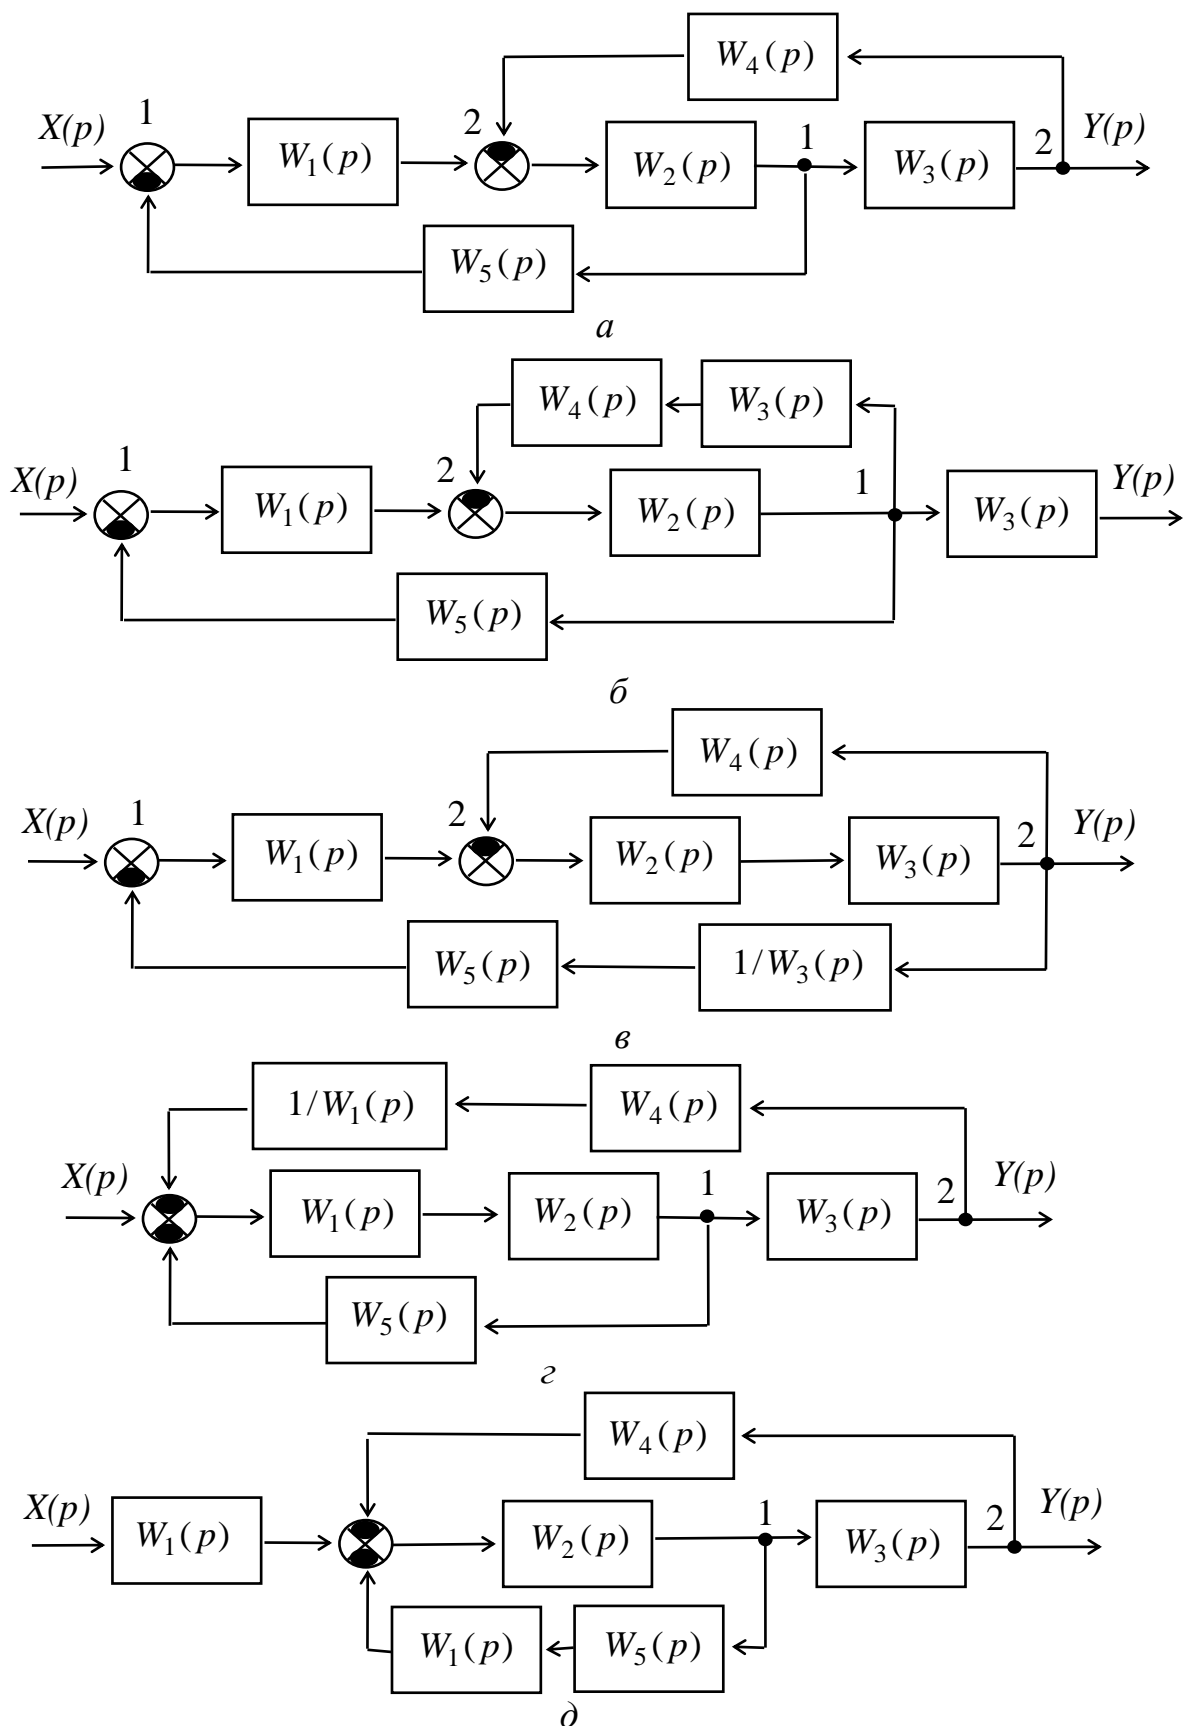 W₄(p)
1 2 1 2
X(p) W₁(p) W₂(p) W₃(p) Y(p)
W₅(p)
а
W₄(p) W₃(p)
1 2 1
X(p) W₁(p) W₂(p) W₃(p) Y(p)
W₅(p)
б
W₄(p)
1 2 2
X(p) W₁(p) W₂(p) W₃(p) Y(p)
W₅(p) 1/W₃(p)
в
1/W₁(p) W₄(p)
1 2
X(p) W₁(p) W₂(p) W₃(p) Y(p)
W₅(p)
г
W₄(p)
1 2
X(p) W₁(p) W₂(p) W₃(p) Y(p)
W₁(p) W₅(p)
д